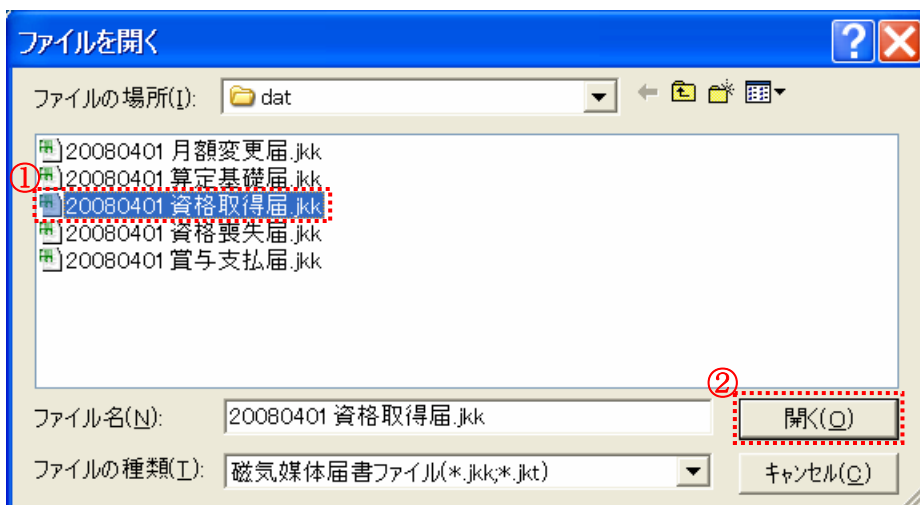 ファイルを開く
ファイルの場所(I): dat
20080401 月額変更届.jkk
①
20080401 算定基礎届.jkk
20080401 資格取得届.jkk
20080401 資格喪失届.jkk
20080401 賞与支払届.jkk
②
ファイル名(N): 20080401 資格取得届.jkk 開く(O)
ファイルの種類(T): 磁気媒体届書ファイル(*.jkk;*.jkt) キャンセル(C)